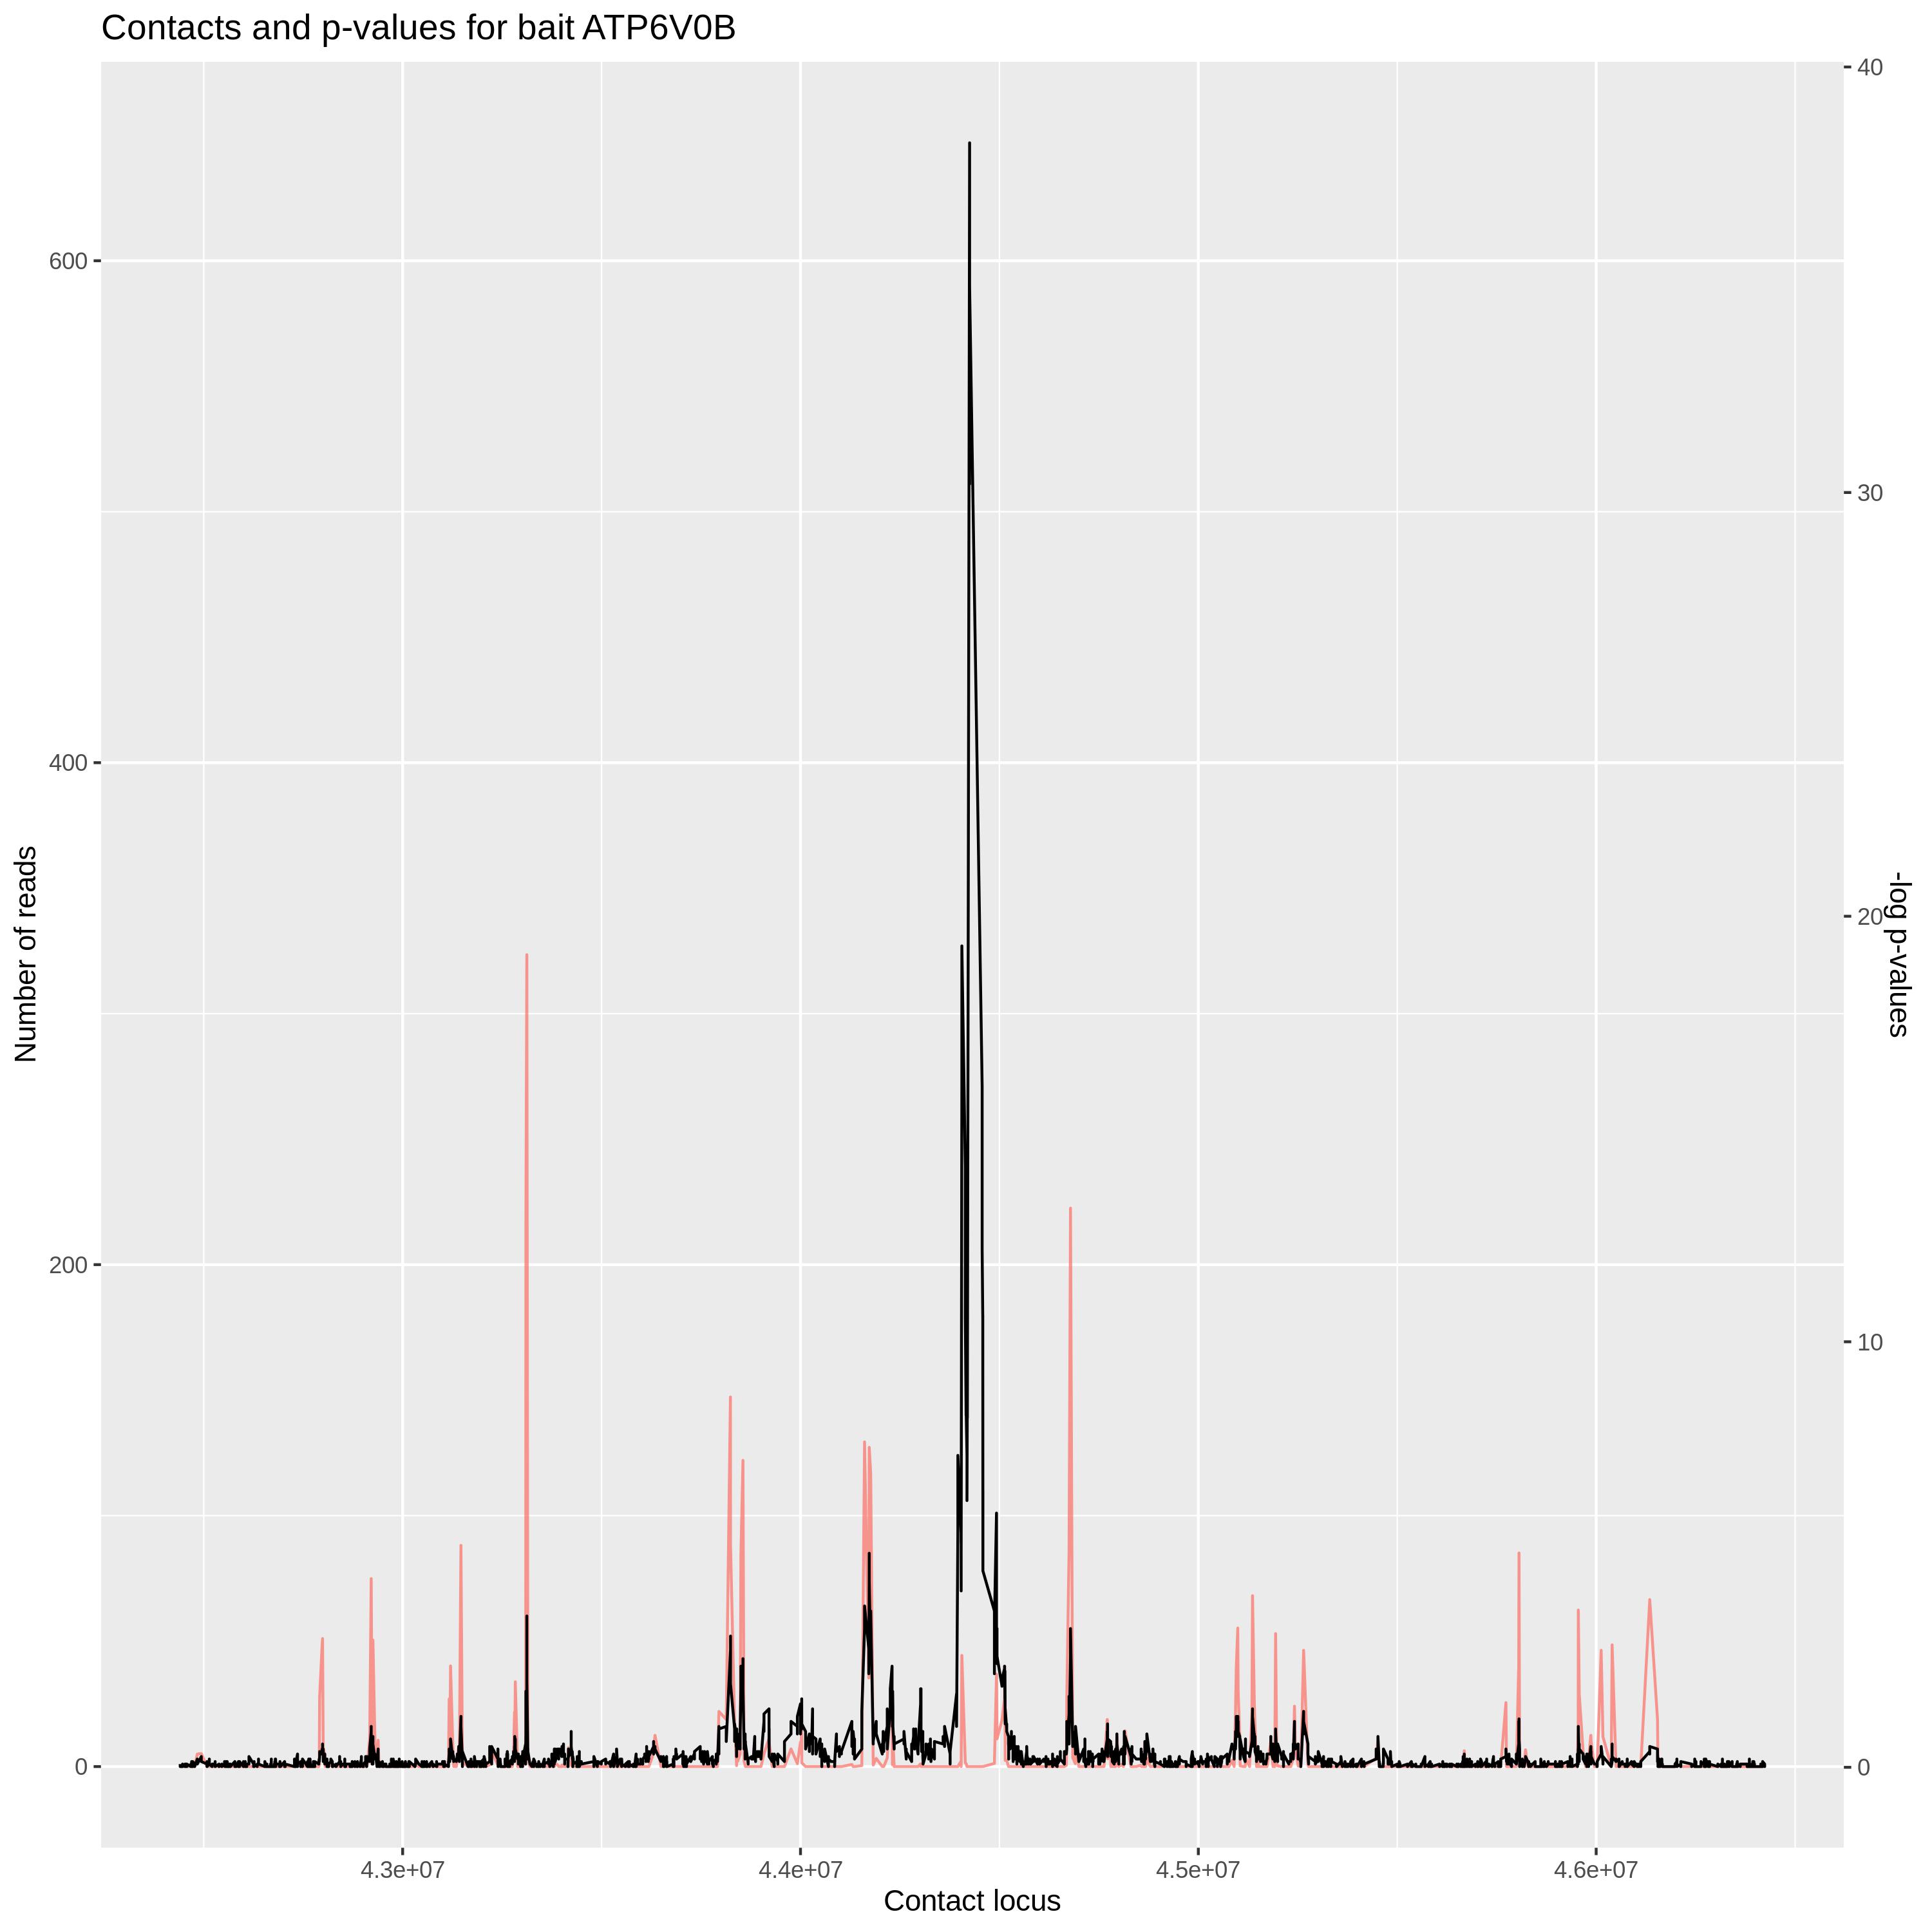 Contacts and p-values for bait ATP6V0B
40
600
30
400
20
Number of reads
-log p-values
200
10
0
0
4.3e+07
4.4e+07
4.5e+07
4.6e+07
Contact locus